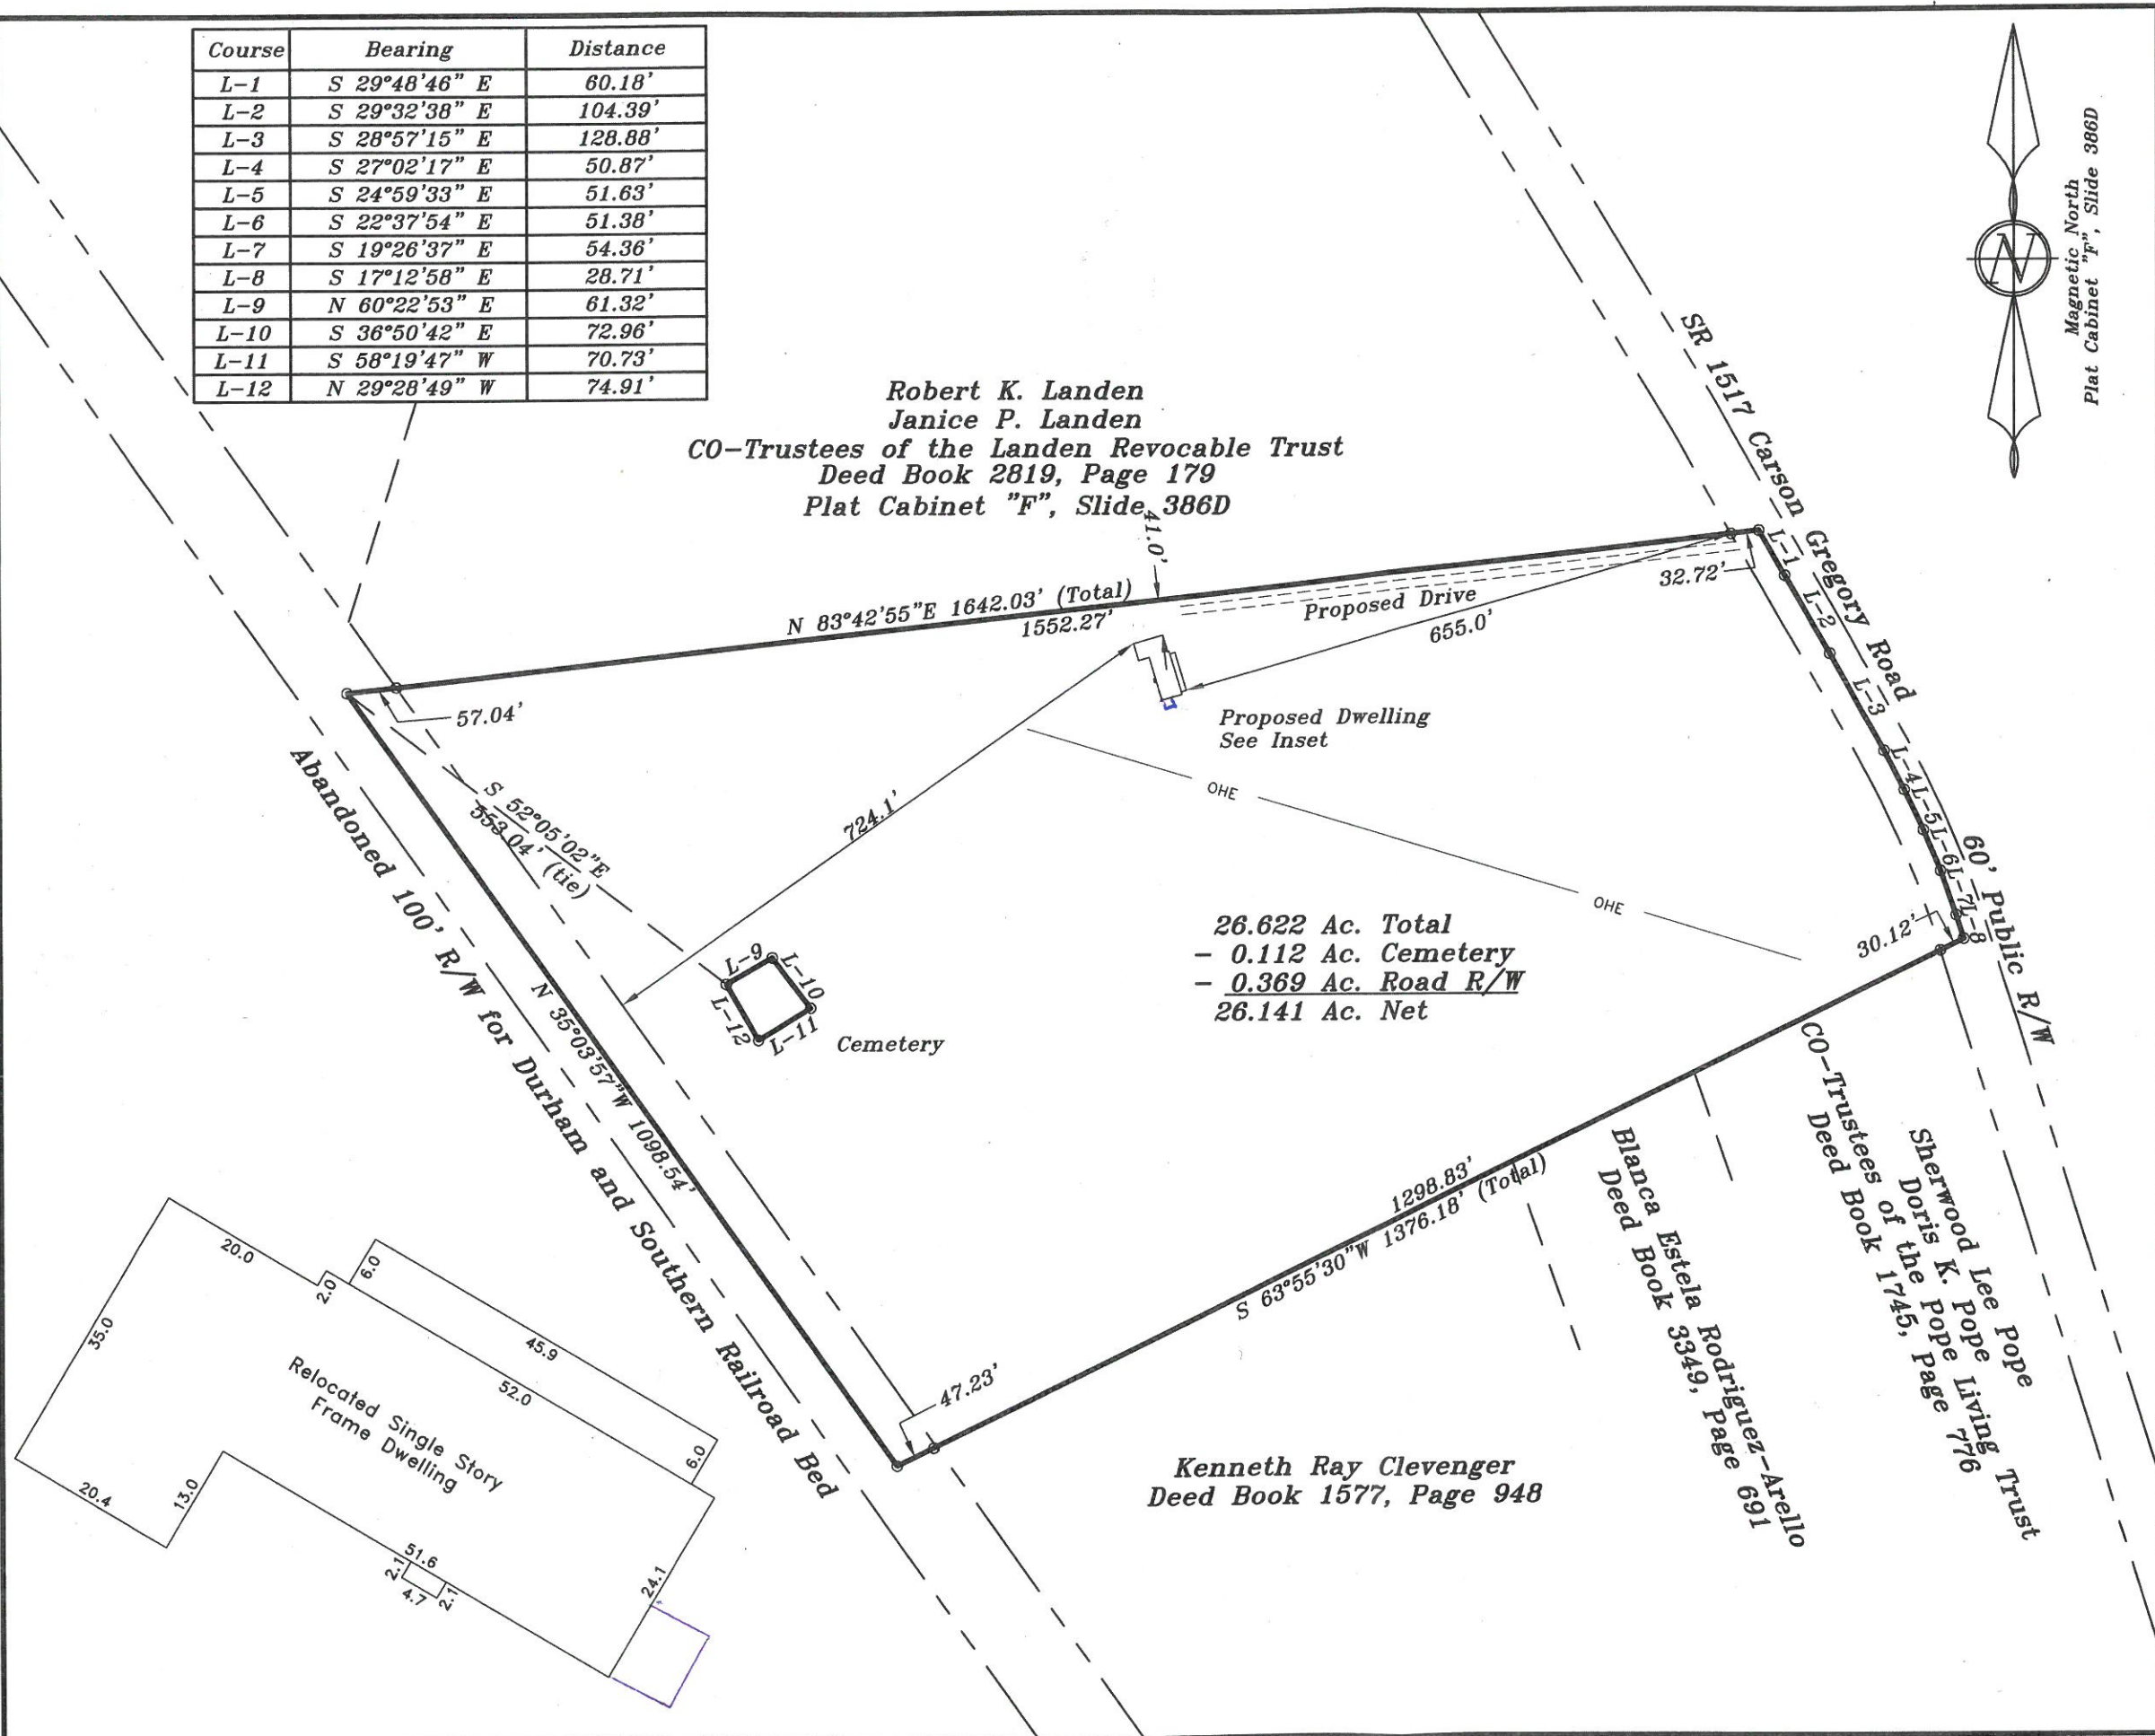 Course Bearing Distance
L-1 S 29°48'46" E 60.18'
L-2 S 29°32'38" E 104.39'
L-3 S 28°57'15" E 128.88'
L-4 S 27°02'17" E 50.87'
L-5 S 24°59'33" E 51.63'
L-6 S 22°37'54" E 51.38'
L-7 S 19°26'37" E 54.36'
L-8 S 17°12'58" E 28.71'
L-9 N 60°22'53" E 61.32'
L-10 S 36°50'42" E 72.96'
L-11 S 58°19'47" W 70.73'
L-12 N 29°28'49" W 74.91'
N
Magnetic North
Plat Cabinet "F", Slide 386D
Robert K. Landen
Janice P. Landen
CO-Trustees of the Landen Revocable Trust
Deed Book 2819, Page 179
Plat Cabinet "F", Slide 386D
41.0'
SR 1517 Carson Gregory Road
60' Public R/W
N 83°42'55"E 1642.03' (Total)
1552.27'
Proposed Drive
32.72'
655.0'
L-1
L-2
L-3
L-4
L-5
L-6
L-7
L-8
57.04'
Proposed Dwelling
See Inset
S 52°05'02"E
553.04' (tie)
724.1'
OHE
OHE
30.12'
26.622 Ac. Total
- 0.112 Ac. Cemetery
- 0.369 Ac. Road R/W
26.141 Ac. Net
L-9
L-10
L-11
L-12
Cemetery
Abandoned 100' R/W for Durham and Southern Railroad Bed
N 35°03'57"W 1098.54'
1298.83'
S 63°55'30"W 1376.18' (Total)
47.23'
Kenneth Ray Clevenger
Deed Book 1577, Page 948
Blanca Estela Rodriguez-Arello
Deed Book 3349, Page 691
Sherwood Lee Pope
Doris K. Pope
CO-Trustees of the Pope Living Trust
Deed Book 1745, Page 776
20.0
2.0
6.0
45.9
52.0
6.0
35.0
Relocated Single Story
Frame Dwelling
20.4
13.0
51.6
2.1
4.7
2.1
24.1